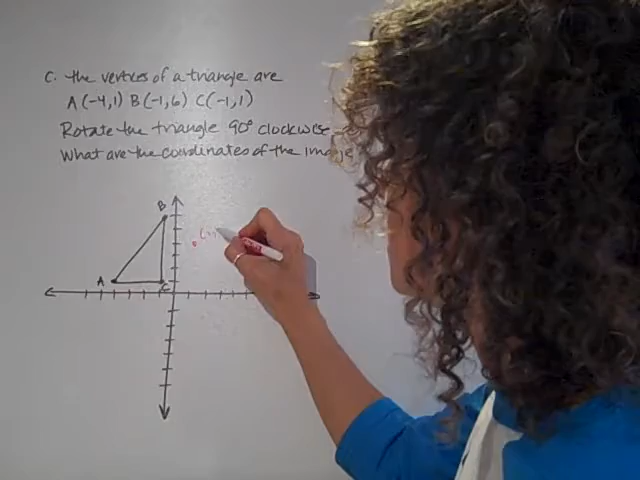 C. the vertices of a triangle are
A(-4,1) B(-1,6) C(-1,1)
Rotate the triangle 90° clockwise
What are the coordinates of the image
B
A
C